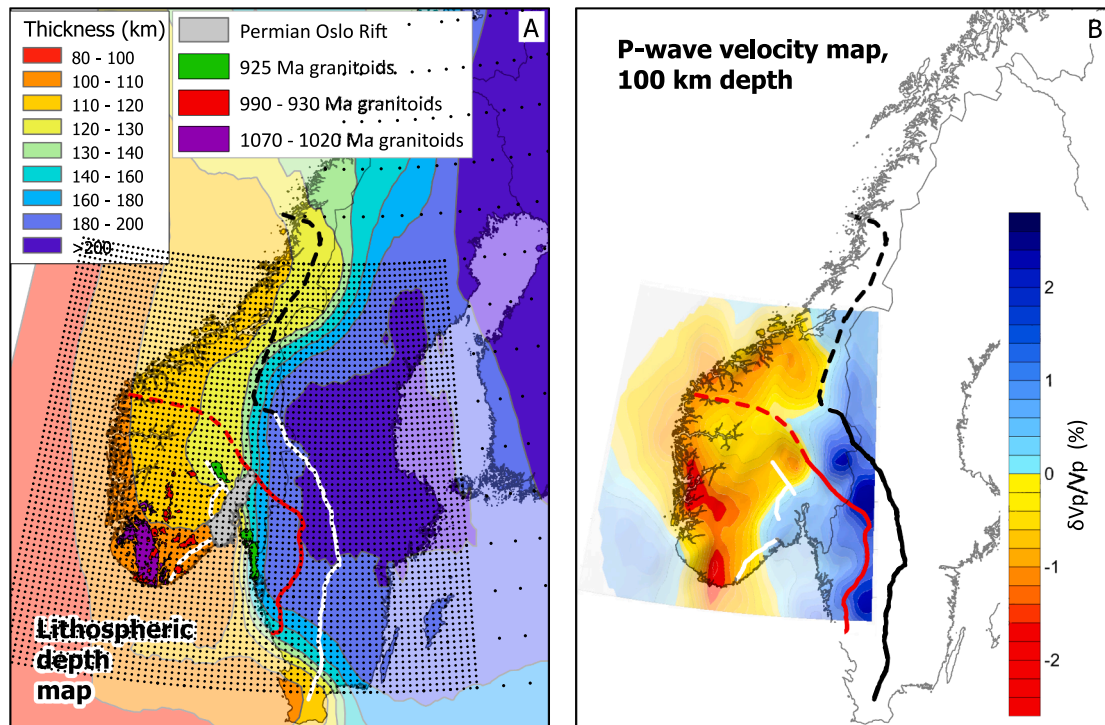 Thickness (km)
80 - 100
100 - 110
110 - 120
120 - 130
130 - 140
140 - 160
160 - 180
180 - 200
>200
Permian Oslo Rift
925 Ma granitoids
990 - 930 Ma granitoids
1070 - 1020 Ma granitoids
A
Lithospheric
depth
map
B
P-wave velocity map,
100 km depth
2
1
0
-1
-2
δVp/Vp (%)